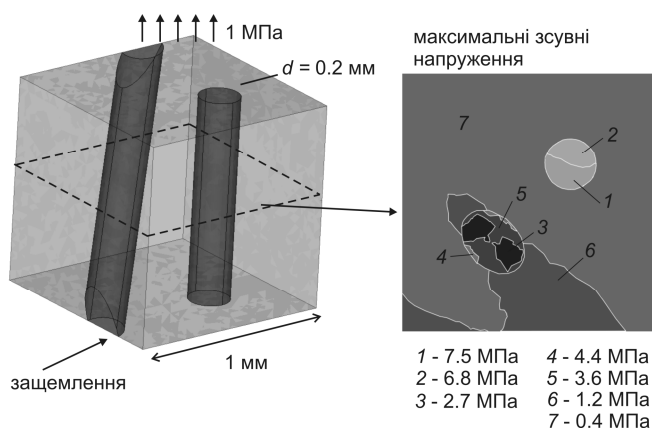 1 МПа
d = 0.2 мм
защемлення
1 мм
максимальні зсувні
напруження
7
2
5
1
3
4
6
1 - 7.5 МПа
2 - 6.8 МПа
3 - 2.7 МПа
4 - 4.4 МПа
5 - 3.6 МПа
6 - 1.2 МПа
7 - 0.4 МПа